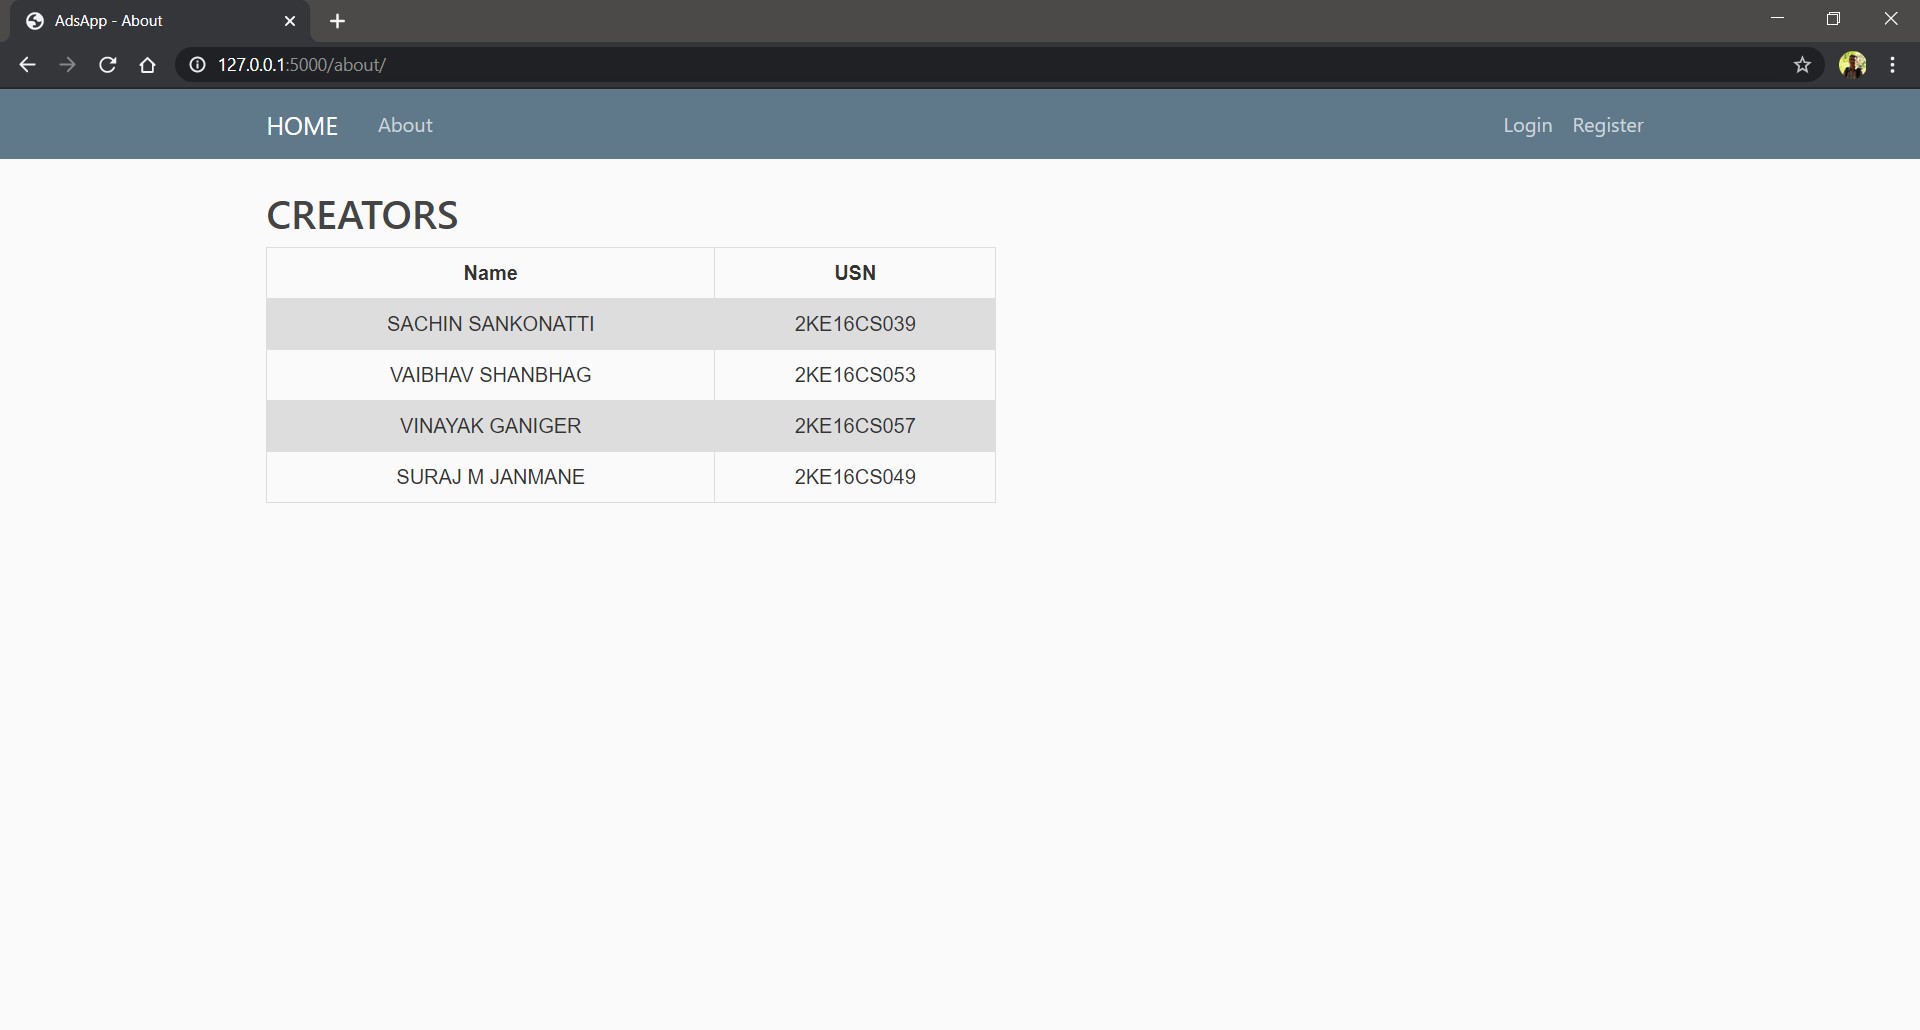 AdsApp - About
127.0.0.1:5000/about/
HOME About Login Register
CREATORS
Name USN
SACHIN SANKONATTI 2KE16CS039
VAIBHAV SHANBHAG 2KE16CS053
VINAYAK GANIGER 2KE16CS057
SURAJ M JANMANE 2KE16CS049